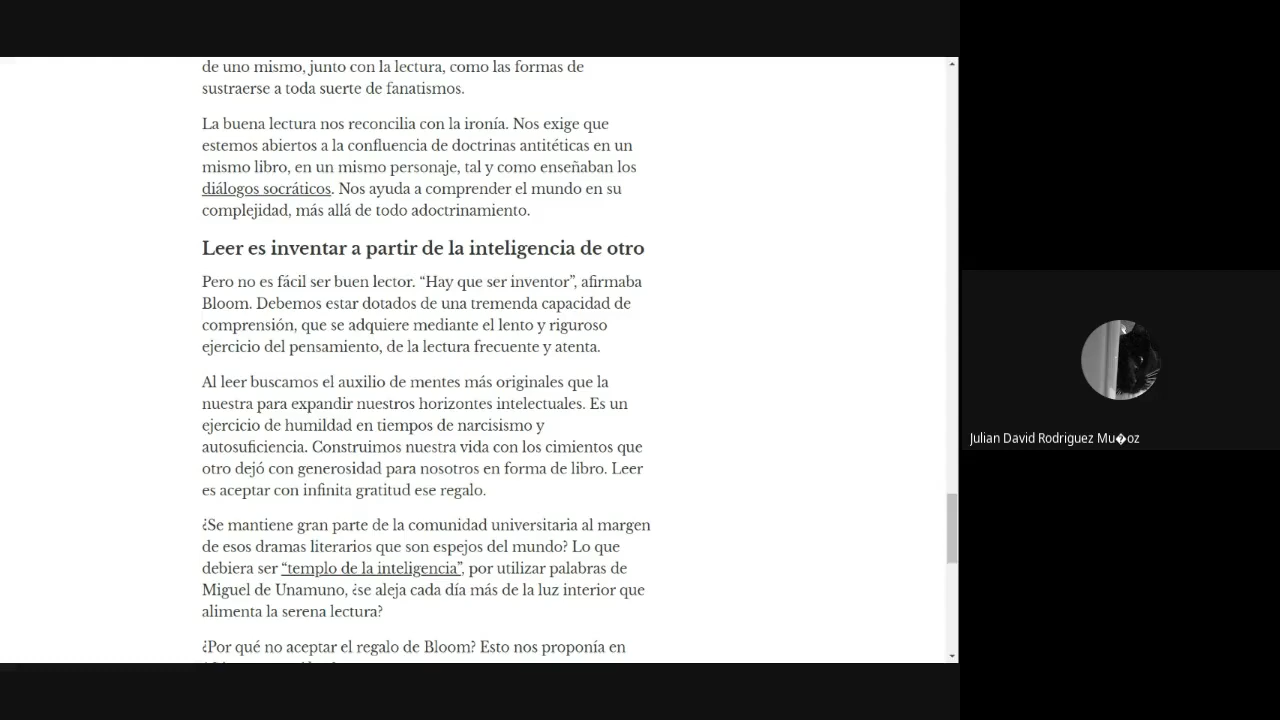 de uno mismo, junto con la lectura, como las formas de
sustraerse a toda suerte de fanatismos.
La buena lectura nos reconcilia con la ironía. Nos exige que
estemos abiertos a la confluencia de doctrinas antitéticas en un
mismo libro, en un mismo personaje, tal y como enseñaban los
diálogos socráticos. Nos ayuda a comprender el mundo en su
complejidad, más allá de todo adoctrinamiento.
Leer es inventar a partir de la inteligencia de otro
Pero no es fácil ser buen lector. “Hay que ser inventor”, afirmaba
Bloom. Debemos estar dotados de una tremenda capacidad de
comprensión, que se adquiere mediante el lento y riguroso
ejercicio del pensamiento, de la lectura frecuente y atenta.
Al leer buscamos el auxilio de mentes más originales que la
nuestra para expandir nuestros horizontes intelectuales. Es un
ejercicio de humildad en tiempos de narcisismo y
autosuficiencia. Construimos nuestra vida con los cimientos que
otro dejó con generosidad para nosotros en forma de libro. Leer
es aceptar con infinita gratitud ese regalo.
¿Se mantiene gran parte de la comunidad universitaria al margen
de esos dramas literarios que son espejos del mundo? Lo que
debiera ser “templo de la inteligencia”, por utilizar palabras de
Miguel de Unamuno, ¿se aleja cada día más de la luz interior que
alimenta la serena lectura?
¿Por qué no aceptar el regalo de Bloom? Esto nos proponía en
Julian David Rodriguez Mu�oz